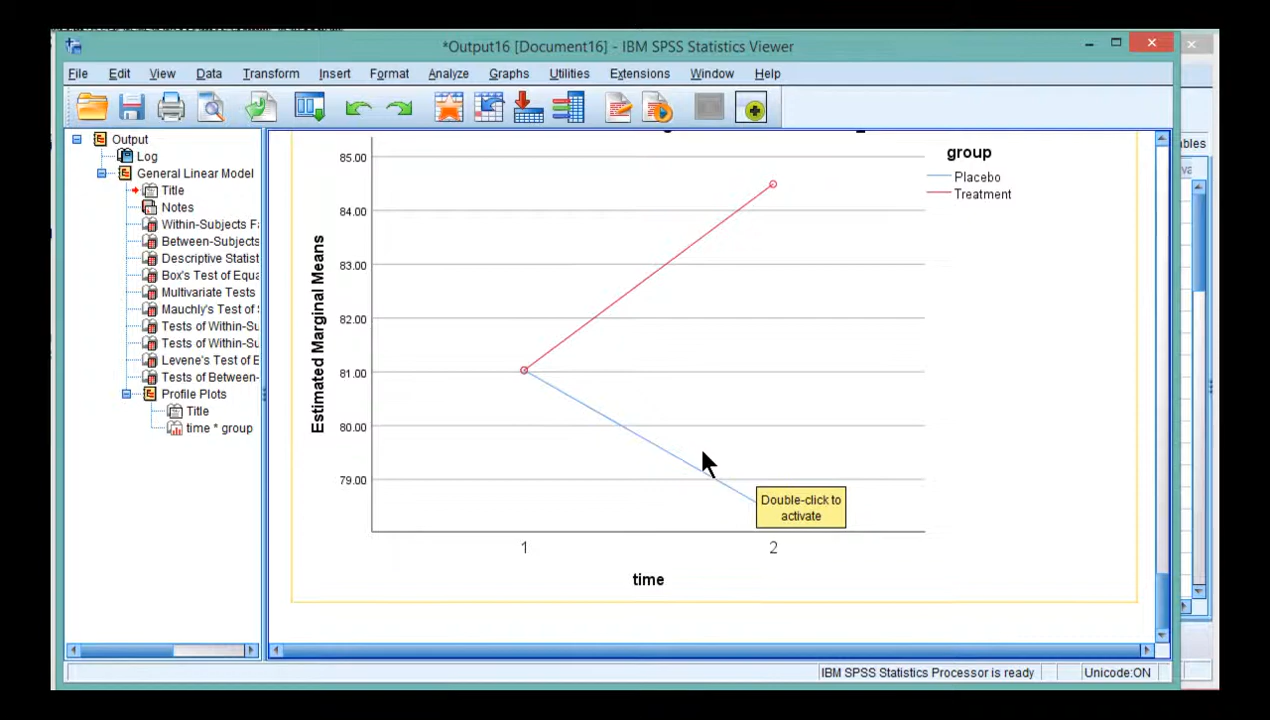 *Output16 [Document16] - IBM SPSS Statistics Viewer
File Edit View Data Transform Insert Format Analyze Graphs Utilities Extensions Window Help
Output
Log
General Linear Model
Title
Notes
Within-Subjects F
Between-Subjects
Descriptive Statist
Box's Test of Equa
Multivariate Tests
Mauchly's Test of
Tests of Within-Su
Tests of Within-Su
Levene's Test of E
Tests of Between-
Profile Plots
Title
time * group
Estimated Marginal Means
85.00
84.00
83.00
82.00
81.00
80.00
79.00
1 2
time
group
Placebo
Treatment
Double-click to
activate
ables
IBM SPSS Statistics Processor is ready Unicode:ON